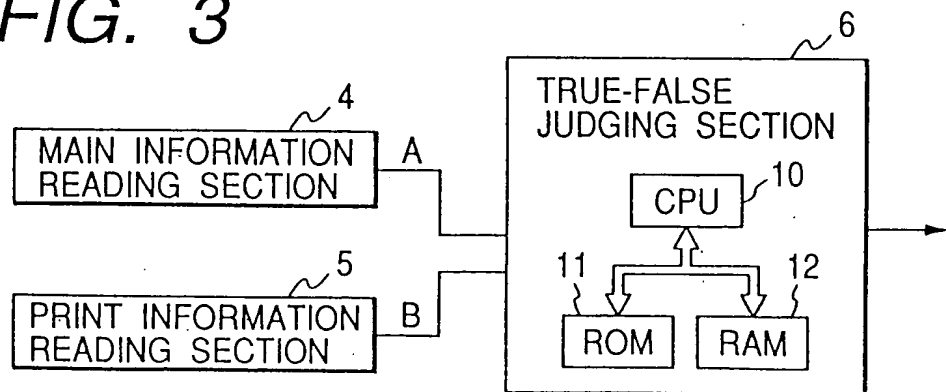 FIG. 3
4
MAIN INFORMATION
READING SECTION
A
5
PRINT INFORMATION
READING SECTION
B
6
TRUE-FALSE
JUDGING SECTION
CPU
10
11
ROM
12
RAM